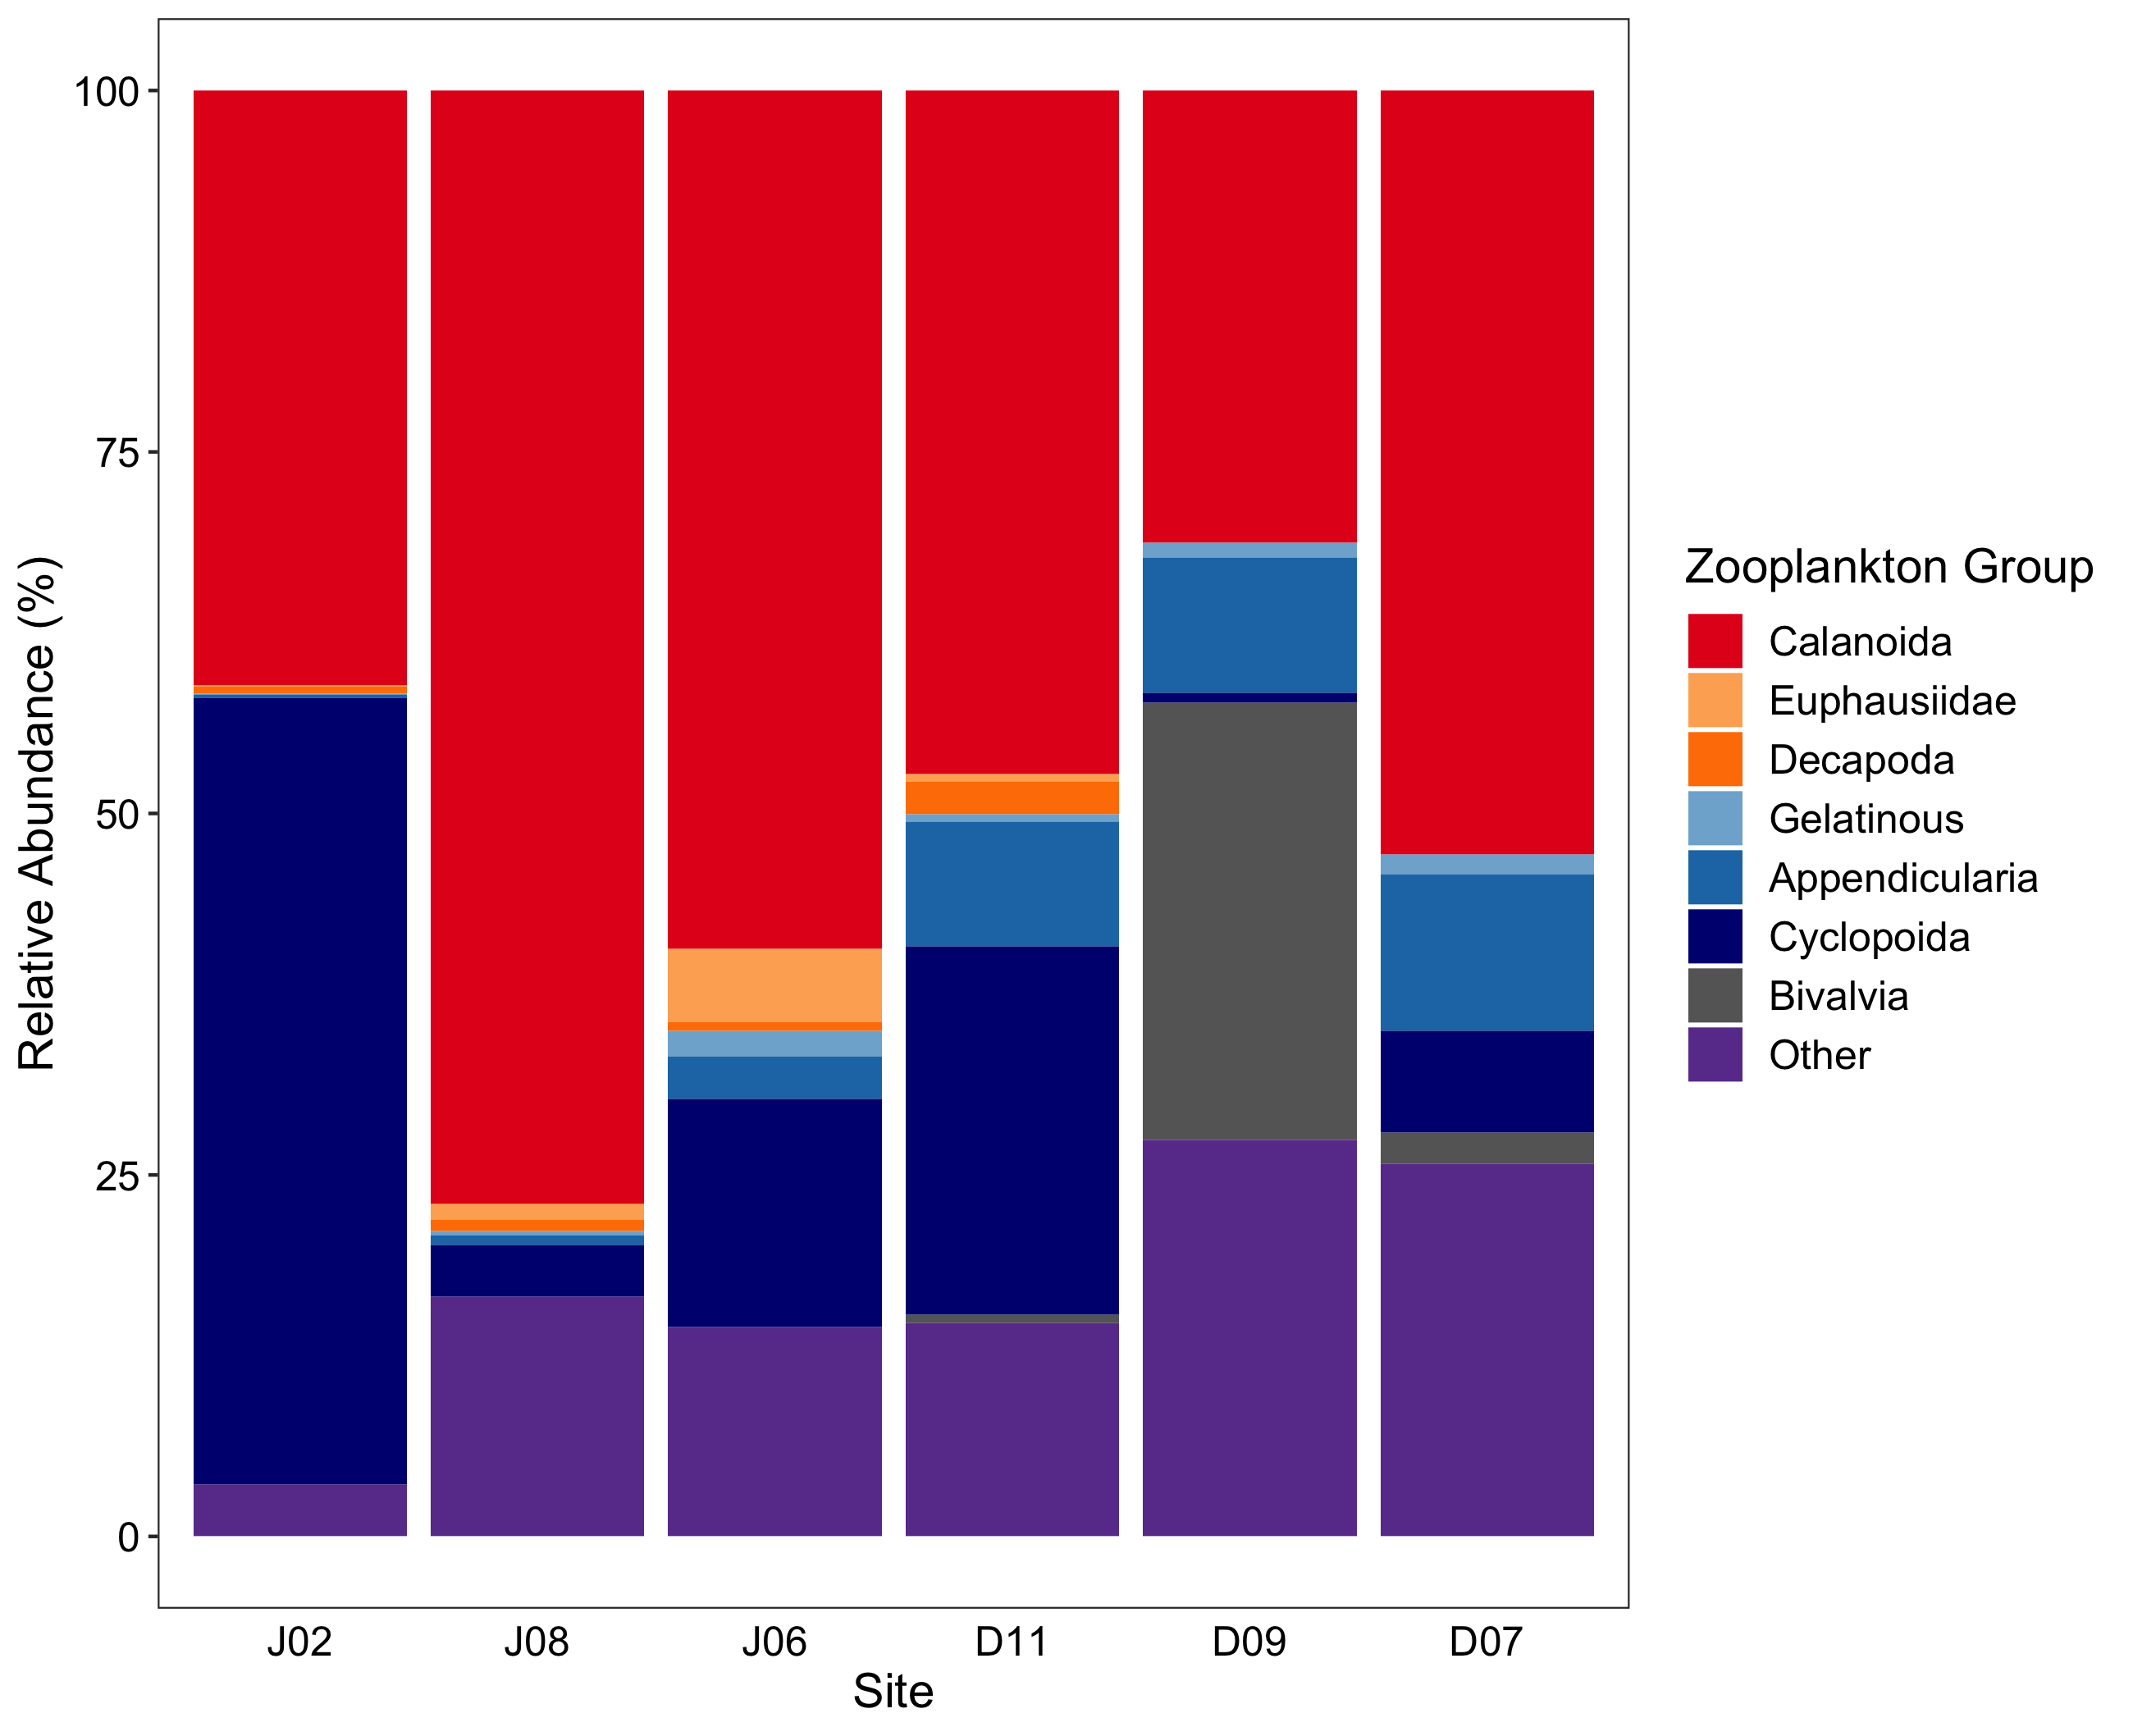 Relative Abundance (%)
100
75
50
25
0
J02 J08 J06 D11 D09 D07
Site
Zooplankton Group
Calanoida
Euphausiidae
Decapoda
Gelatinous
Appendicularia
Cyclopoida
Bivalvia
Other